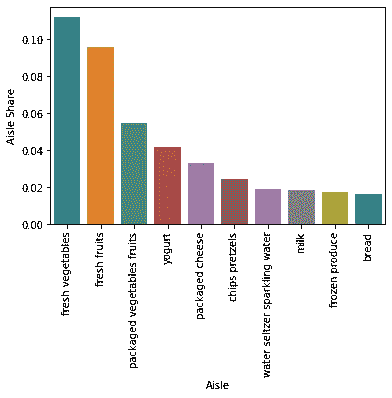 0.10
0.08
0.06
0.04
0.02
0.00
Aisle Share
fresh vegetables
fresh fruits
packaged vegetables fruits
yogurt
packaged cheese
chips pretzels
water seltzer sparkling water
milk
frozen produce
bread
Aisle